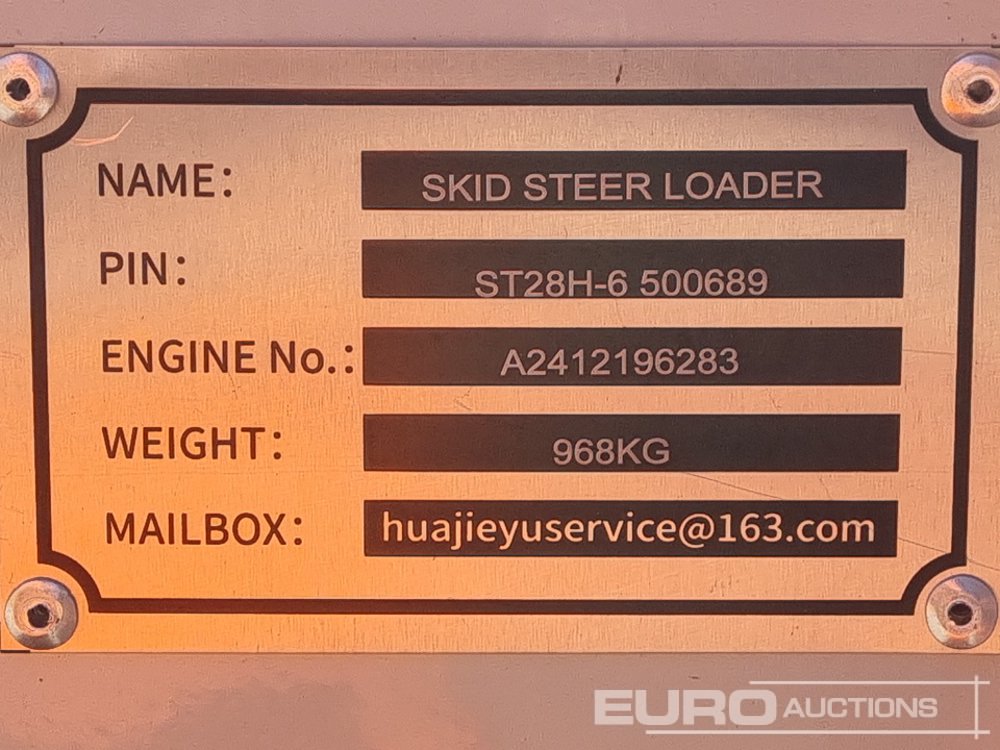 NAME: SKID STEER LOADER
PIN: ST28H-6 500689
ENGINE No.: A2412196283
WEIGHT: 968KG
MAILBOX: huajieyuservice@163.com
EURO AUCTIONS